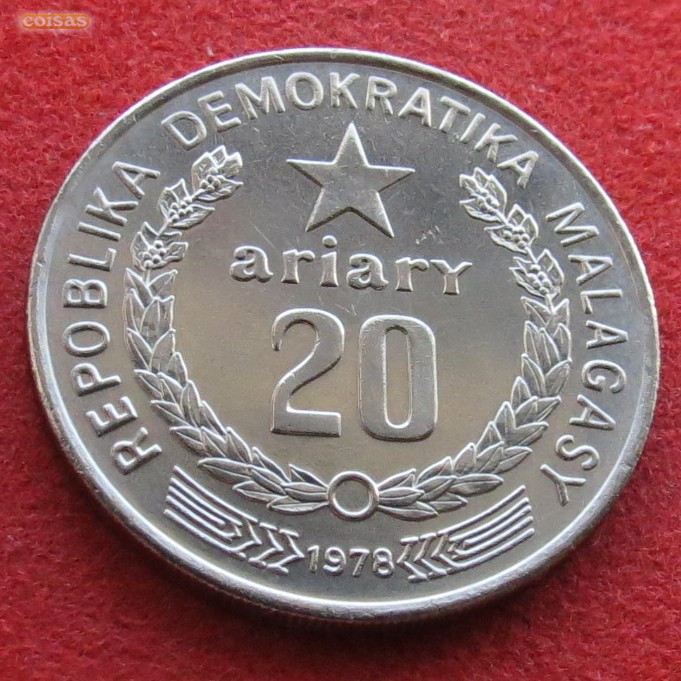 coisas
REPOBLIKA DEMOKRATIKA MALAGASY
ariary
20
1978